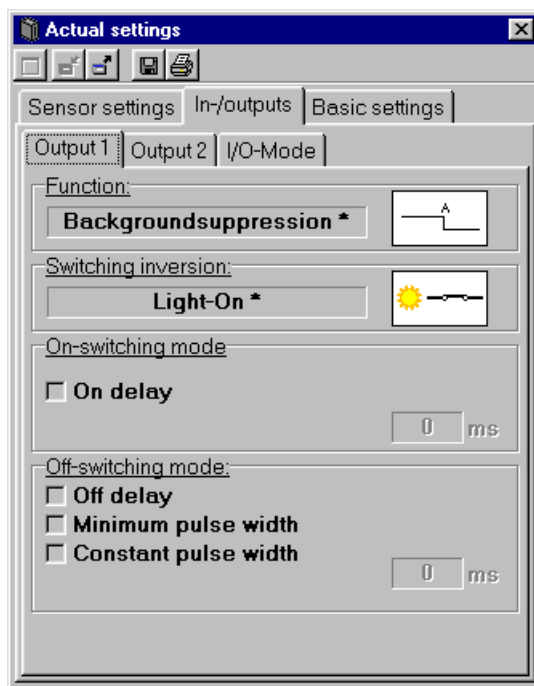 Actual settings
Sensor settings
In-/outputs
Basic settings
Output 1
Output 2
I/O-Mode
Function:
Backgroundsuppression *
A
Switching inversion:
Light-On *
On-switching mode
On delay
0 ms
Off-switching mode:
Off delay
Minimum pulse width
Constant pulse width
0 ms